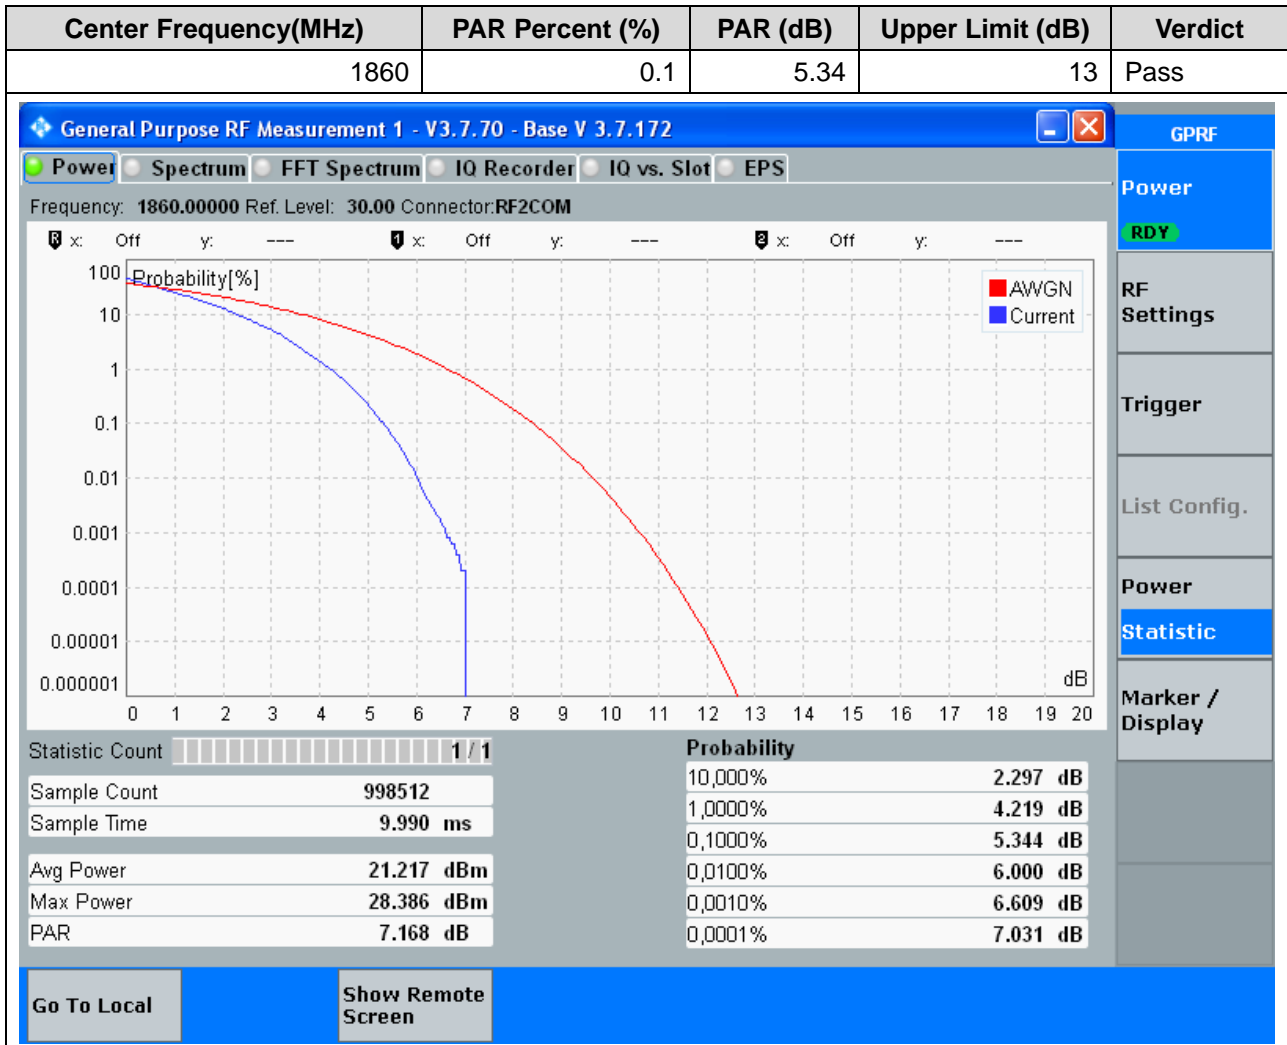 Center Frequency(MHz) PAR Percent (%) PAR (dB) Upper Limit (dB) Verdict
1860 0.1 5.34 13 Pass
General Purpose RF Measurement 1 - V3.7.70 - Base V 3.7.172
GPRF
Power Spectrum FFT Spectrum IQ Recorder IQ vs. Slot EPS
Power
RDY
Frequency: 1860.00000 Ref. Level: 30.00 Connector:RF2COM
R x: Off y: --- 1 x: Off y: --- 2 x: Off y: ---
Probability[%]
AWGN
Current
100
10
1
0.1
0.01
0.001
0.0001
0.00001
0.000001
dB
0 1 2 3 4 5 6 7 8 9 10 11 12 13 14 15 16 17 18 19 20
RF
Settings
Trigger
List Config.
Power
Statistic
Marker /
Display
Statistic Count 1 / 1
Sample Count 998512
Sample Time 9.990 ms
Avg Power 21.217 dBm
Max Power 28.386 dBm
PAR 7.168 dB
Probability
10,000% 2.297 dB
1,0000% 4.219 dB
0,1000% 5.344 dB
0,0100% 6.000 dB
0,0010% 6.609 dB
0,0001% 7.031 dB
Go To Local
Show Remote
Screen